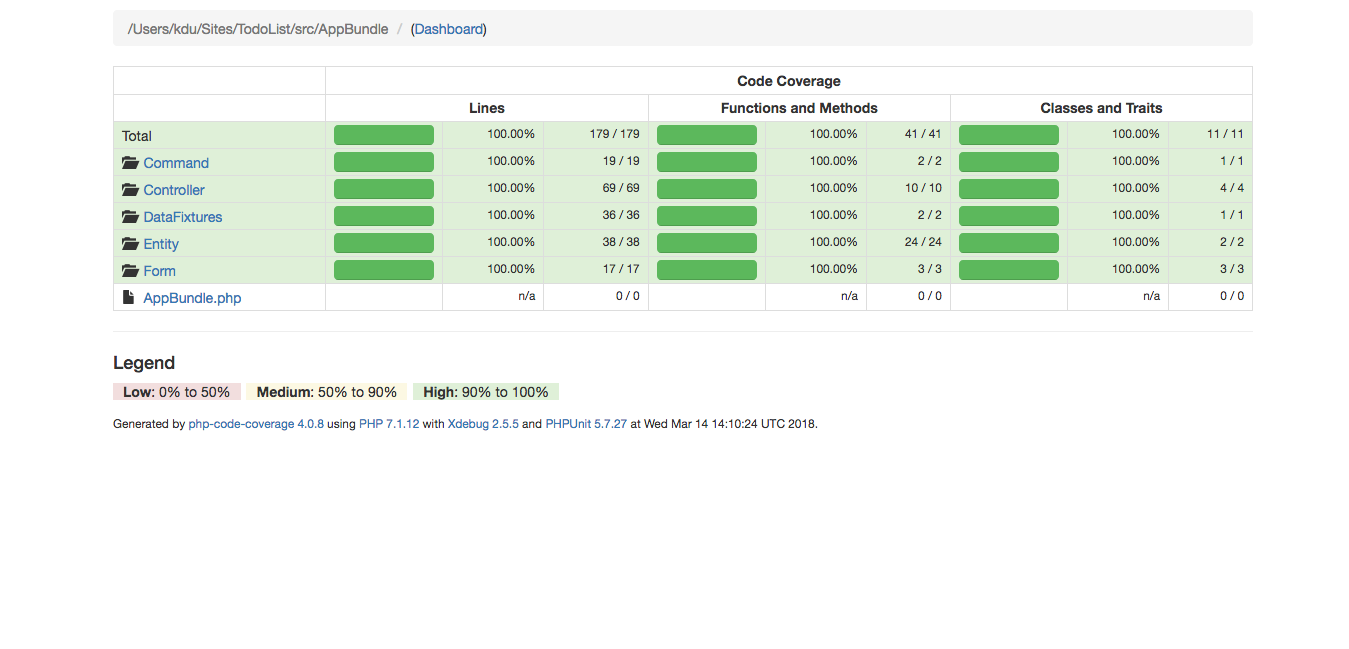 /Users/kdu/Sites/TodoList/src/AppBundle / (Dashboard)
Code Coverage
Lines Functions and Methods Classes and Traits
Total 100.00% 179 / 179 100.00% 41 / 41 100.00% 11 / 11
Command 100.00% 19 / 19 100.00% 2 / 2 100.00% 1 / 1
Controller 100.00% 69 / 69 100.00% 10 / 10 100.00% 4 / 4
DataFixtures 100.00% 36 / 36 100.00% 2 / 2 100.00% 1 / 1
Entity 100.00% 38 / 38 100.00% 24 / 24 100.00% 2 / 2
Form 100.00% 17 / 17 100.00% 3 / 3 100.00% 3 / 3
AppBundle.php n/a 0 / 0 n/a 0 / 0 n/a 0 / 0
Legend
Low: 0% to 50% Medium: 50% to 90% High: 90% to 100%
Generated by php-code-coverage 4.0.8 using PHP 7.1.12 with Xdebug 2.5.5 and PHPUnit 5.7.27 at Wed Mar 14 14:10:24 UTC 2018.